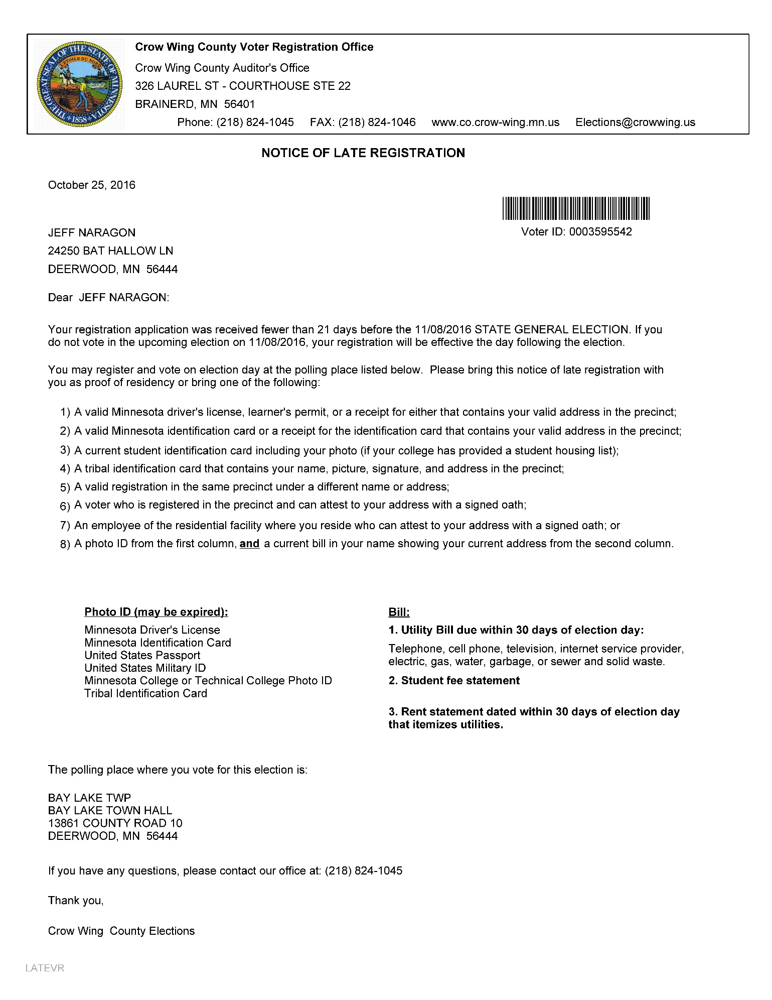 THE GREAT SEAL OF THE STATE OF MINNESOTA
L'ETOILE DU NORD
1858
Crow Wing County Voter Registration Office
Crow Wing County Auditor's Office
326 LAUREL ST - COURTHOUSE STE 22
BRAINERD, MN  56401
Phone: (218) 824-1045 FAX: (218) 824-1046 www.co.crow-wing.mn.us Elections@crowwing.us
NOTICE OF LATE REGISTRATION
October 25, 2016
Voter ID: 0003595542
JEFF NARAGON
24250 BAT HALLOW LN
DEERWOOD, MN  56444
Dear  JEFF NARAGON:
Your registration application was received fewer than 21 days before the 11/08/2016 STATE GENERAL ELECTION. If you
do not vote in the upcoming election on 11/08/2016, your registration will be effective the day following the election.
You may register and vote on election day at the polling place listed below.  Please bring this notice of late registration with
you as proof of residency or bring one of the following:
1) A valid Minnesota driver's license, learner's permit, or a receipt for either that contains your valid address in the precinct;
2) A valid Minnesota identification card or a receipt for the identification card that contains your valid address in the precinct;
3) A current student identification card including your photo (if your college has provided a student housing list);
4) A tribal identification card that contains your name, picture, signature, and address in the precinct;
5) A valid registration in the same precinct under a different name or address;
6) A voter who is registered in the precinct and can attest to your address with a signed oath;
7) An employee of the residential facility where you reside who can attest to your address with a signed oath; or
8) A photo ID from the first column, and a current bill in your name showing your current address from the second column.
Photo ID (may be expired):
Minnesota Driver's License
Minnesota Identification Card
United States Passport
United States Military ID
Minnesota College or Technical College Photo ID
Tribal Identification Card
Bill:
1. Utility Bill due within 30 days of election day:
Telephone, cell phone, television, internet service provider,
electric, gas, water, garbage, or sewer and solid waste.
2. Student fee statement
3. Rent statement dated within 30 days of election day
that itemizes utilities.
The polling place where you vote for this election is:
BAY LAKE TWP
BAY LAKE TOWN HALL
13861 COUNTY ROAD 10
DEERWOOD, MN  56444
If you have any questions, please contact our office at: (218) 824-1045
Thank you,
Crow Wing  County Elections
LATEVR